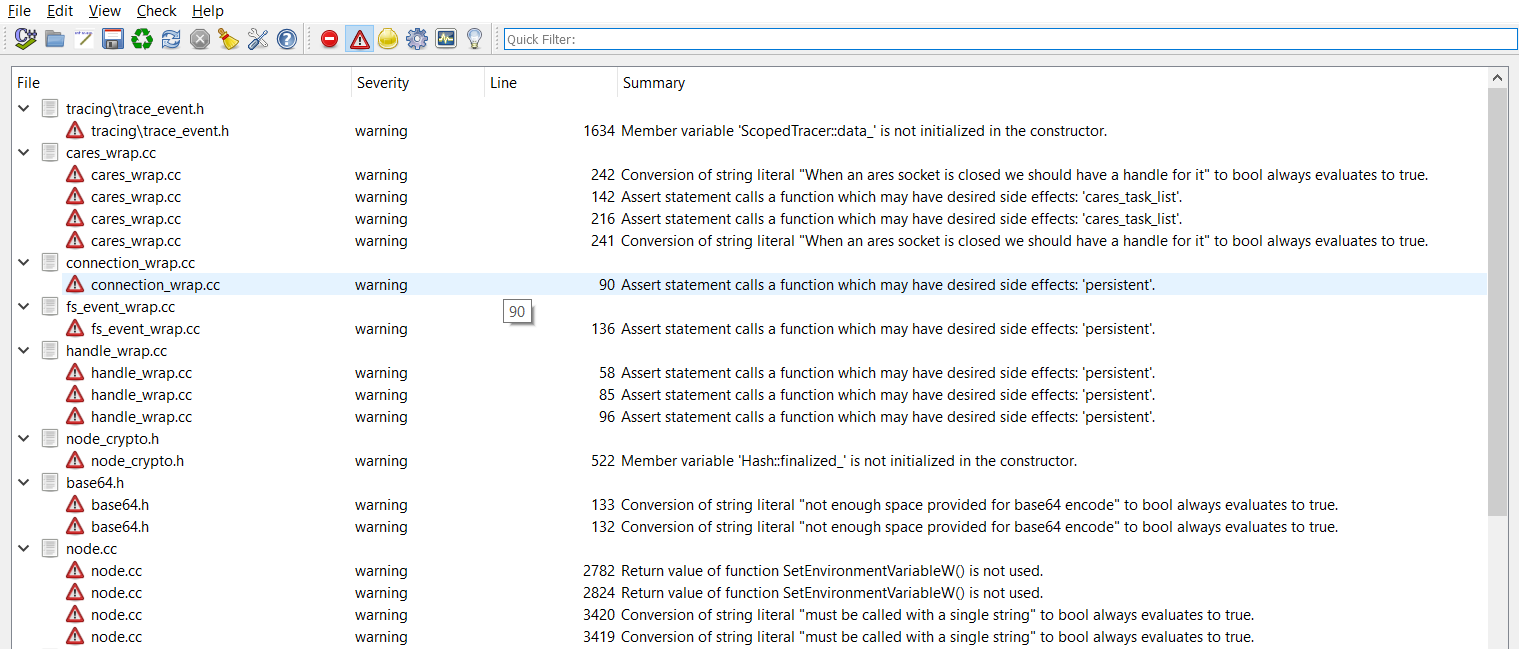 File Edit View Check Help
Quick Filter:
File Severity Line Summary
tracing\trace_event.h
tracing\trace_event.h warning 1634 Member variable 'ScopedTracer::data_' is not initialized in the constructor.
cares_wrap.cc
cares_wrap.cc warning 242 Conversion of string literal "When an ares socket is closed we should have a handle for it" to bool always evaluates to true.
cares_wrap.cc warning 142 Assert statement calls a function which may have desired side effects: 'cares_task_list'.
cares_wrap.cc warning 216 Assert statement calls a function which may have desired side effects: 'cares_task_list'.
cares_wrap.cc warning 241 Conversion of string literal "When an ares socket is closed we should have a handle for it" to bool always evaluates to true.
connection_wrap.cc
connection_wrap.cc warning 90 Assert statement calls a function which may have desired side effects: 'persistent'.
fs_event_wrap.cc
90
fs_event_wrap.cc warning 136 Assert statement calls a function which may have desired side effects: 'persistent'.
handle_wrap.cc
handle_wrap.cc warning 58 Assert statement calls a function which may have desired side effects: 'persistent'.
handle_wrap.cc warning 85 Assert statement calls a function which may have desired side effects: 'persistent'.
handle_wrap.cc warning 96 Assert statement calls a function which may have desired side effects: 'persistent'.
node_crypto.h
node_crypto.h warning 522 Member variable 'Hash::finalized_' is not initialized in the constructor.
base64.h
base64.h warning 133 Conversion of string literal "not enough space provided for base64 encode" to bool always evaluates to true.
base64.h warning 132 Conversion of string literal "not enough space provided for base64 encode" to bool always evaluates to true.
node.cc
node.cc warning 2782 Return value of function SetEnvironmentVariableW() is not used.
node.cc warning 2824 Return value of function SetEnvironmentVariableW() is not used.
node.cc warning 3420 Conversion of string literal "must be called with a single string" to bool always evaluates to true.
node.cc warning 3419 Conversion of string literal "must be called with a single string" to bool always evaluates to true.